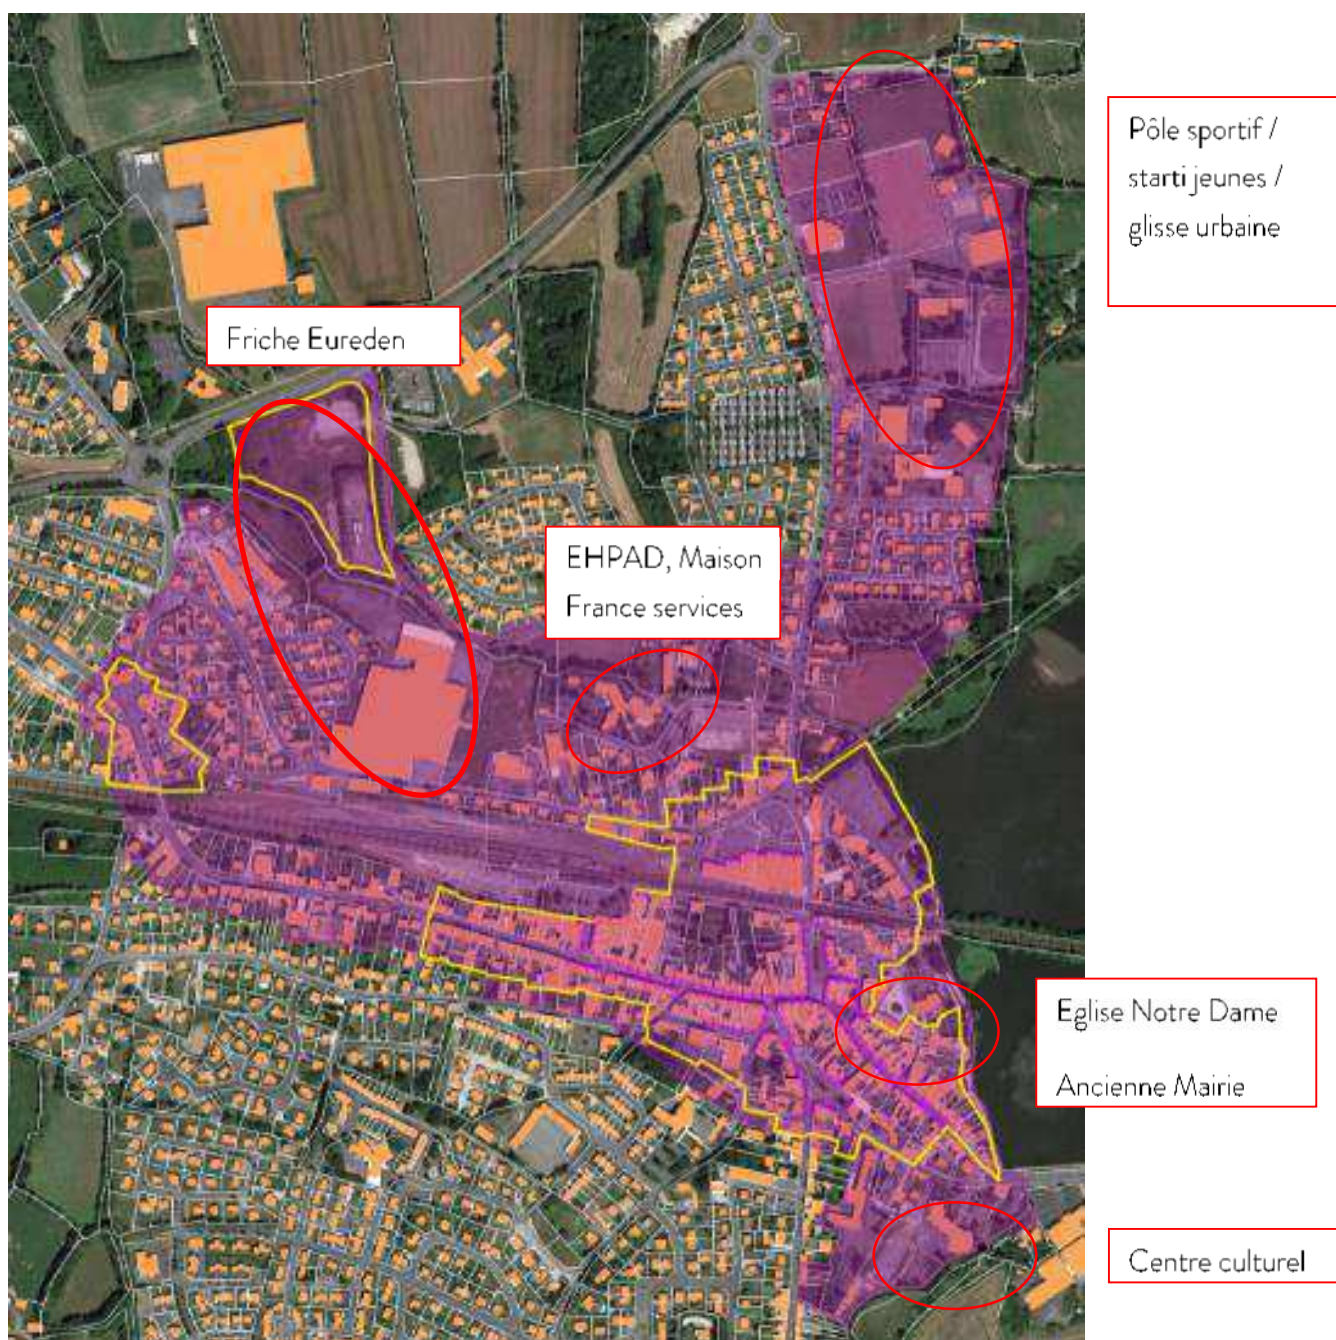 Pôle sportif /
starti jeunes /
glisse urbaine
Friche Eureden
EHPAD, Maison
France services
Eglise Notre Dame
Ancienne Mairie
Centre culturel